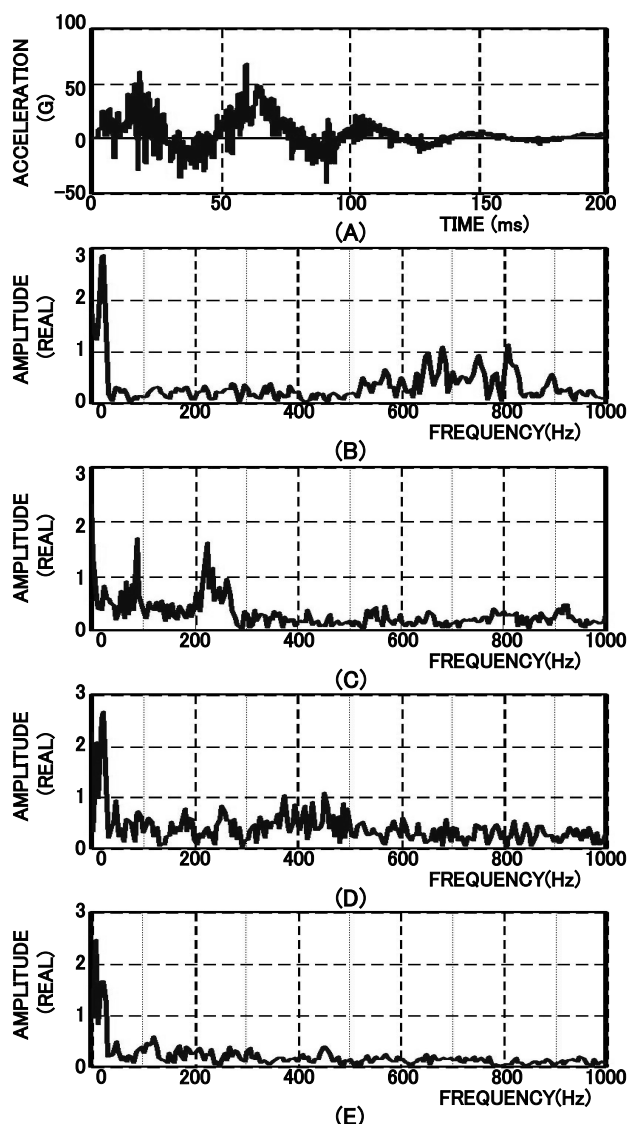 ACCELERATION
(G)
100
50
0
−50
0 50 100 150 200
TIME (ms)
(A)
AMPLITUDE
(REAL)
3
2
1
0
0 200 400 600 800 1000
FREQUENCY(Hz)
(B)
AMPLITUDE
(REAL)
3
2
1
0
0 200 400 600 800 1000
FREQUENCY(Hz)
(C)
AMPLITUDE
(REAL)
3
2
1
0
0 200 400 600 800 1000
FREQUENCY(Hz)
(D)
AMPLITUDE
(REAL)
3
2
1
0
0 200 400 600 800 1000
FREQUENCY(Hz)
(E)